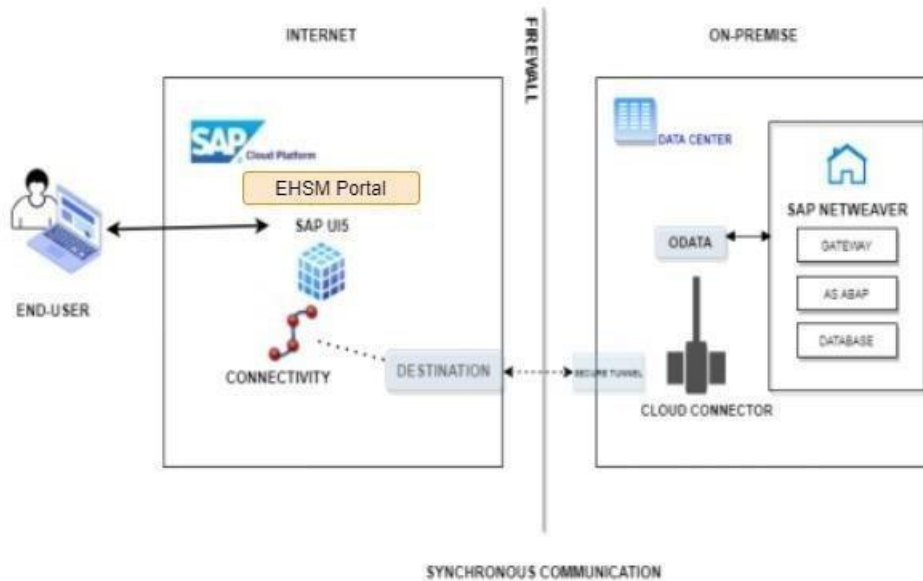 INTERNET
FIREWALL
ON-PREMISE
SAP
Cloud Platform
EHSM Portal
SAP UI5
END-USER
CONNECTIVITY
DESTINATION
SECURE TUNNEL
DATA CENTER
ODATA
CLOUD CONNECTOR
SAP NETWEAVER
GATEWAY
AS ABAP
DATABASE
SYNCHRONOUS COMMUNICATION